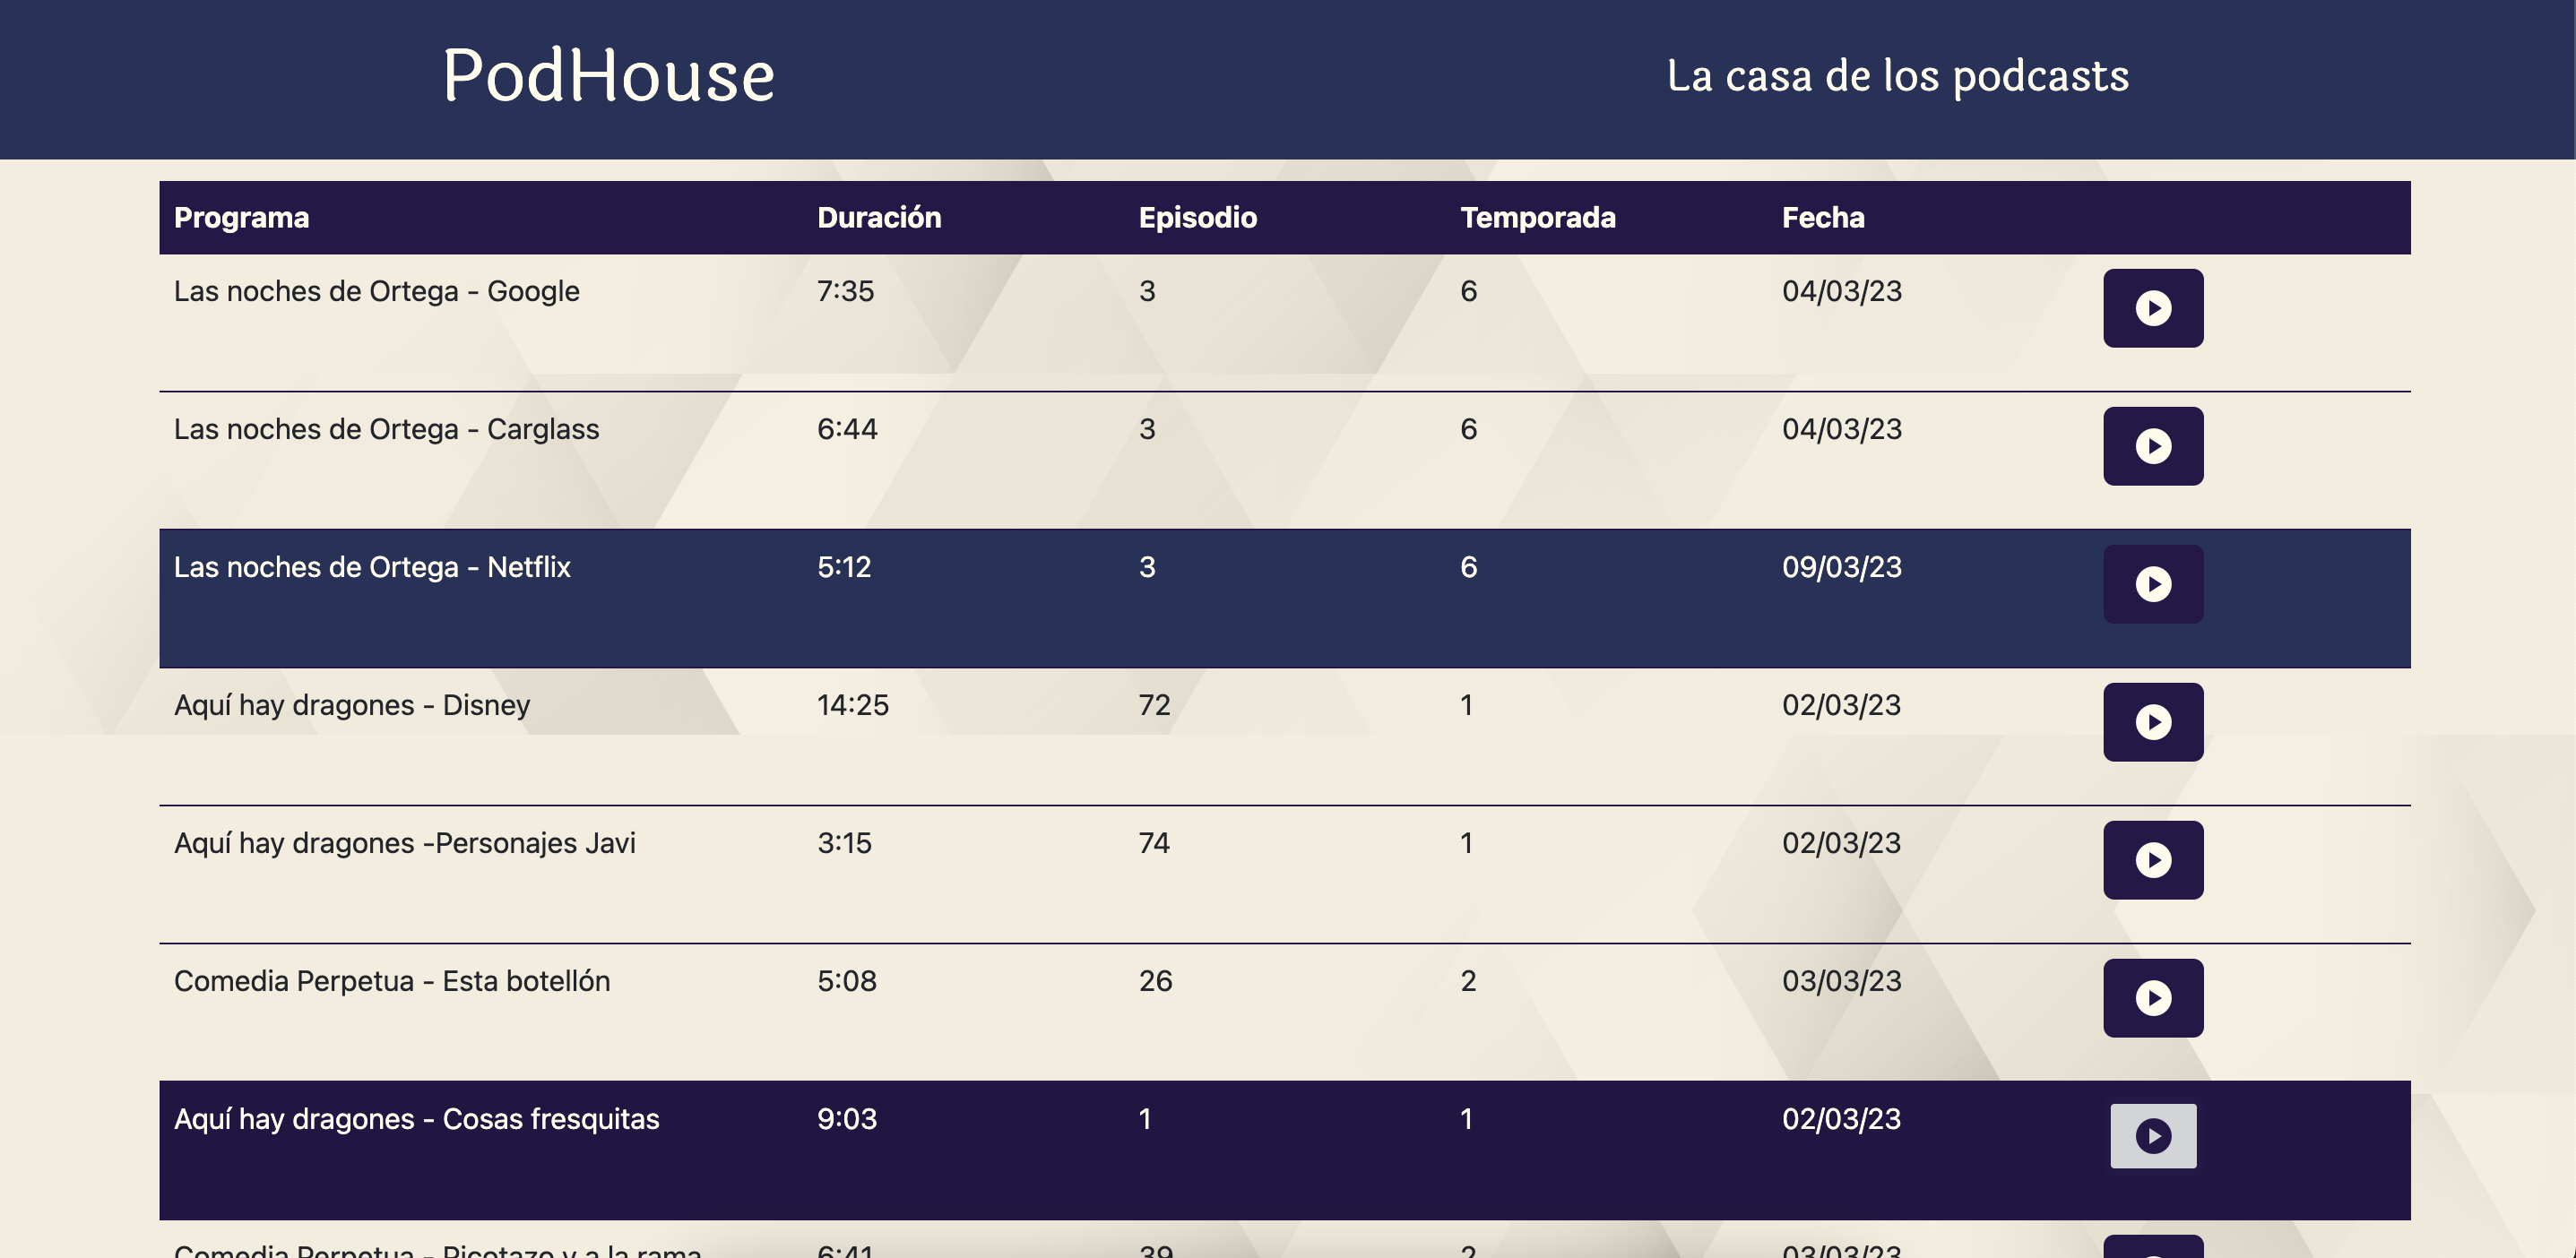 PodHouse La casa de los podcasts
Programa Duración Episodio Temporada Fecha
Las noches de Ortega - Google 7:35 3 6 04/03/23
Las noches de Ortega - Carglass 6:44 3 6 04/03/23
Las noches de Ortega - Netflix 5:12 3 6 09/03/23
Aquí hay dragones - Disney 14:25 72 1 02/03/23
Aquí hay dragones -Personajes Javi 3:15 74 1 02/03/23
Comedia Perpetua - Esta botellón 5:08 26 2 03/03/23
Aquí hay dragones - Cosas fresquitas 9:03 1 1 02/03/23
Comedia Perpetua - Picotazo y a la rama 6:41 39 2 03/03/23